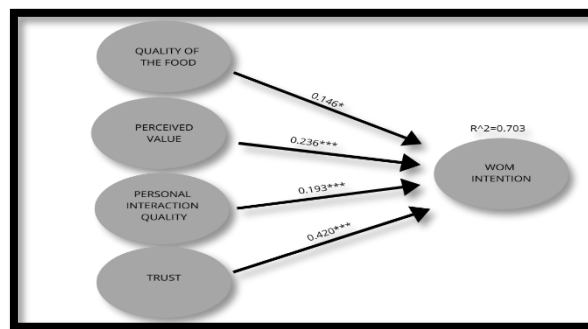 QUALITY OF
THE FOOD
0.146*
PERCEIVED
VALUE
0.236***
R^2=0.703
WOM
INTENTION
PERSONAL
INTERACTION
QUALITY
0.193***
TRUST
0.420***